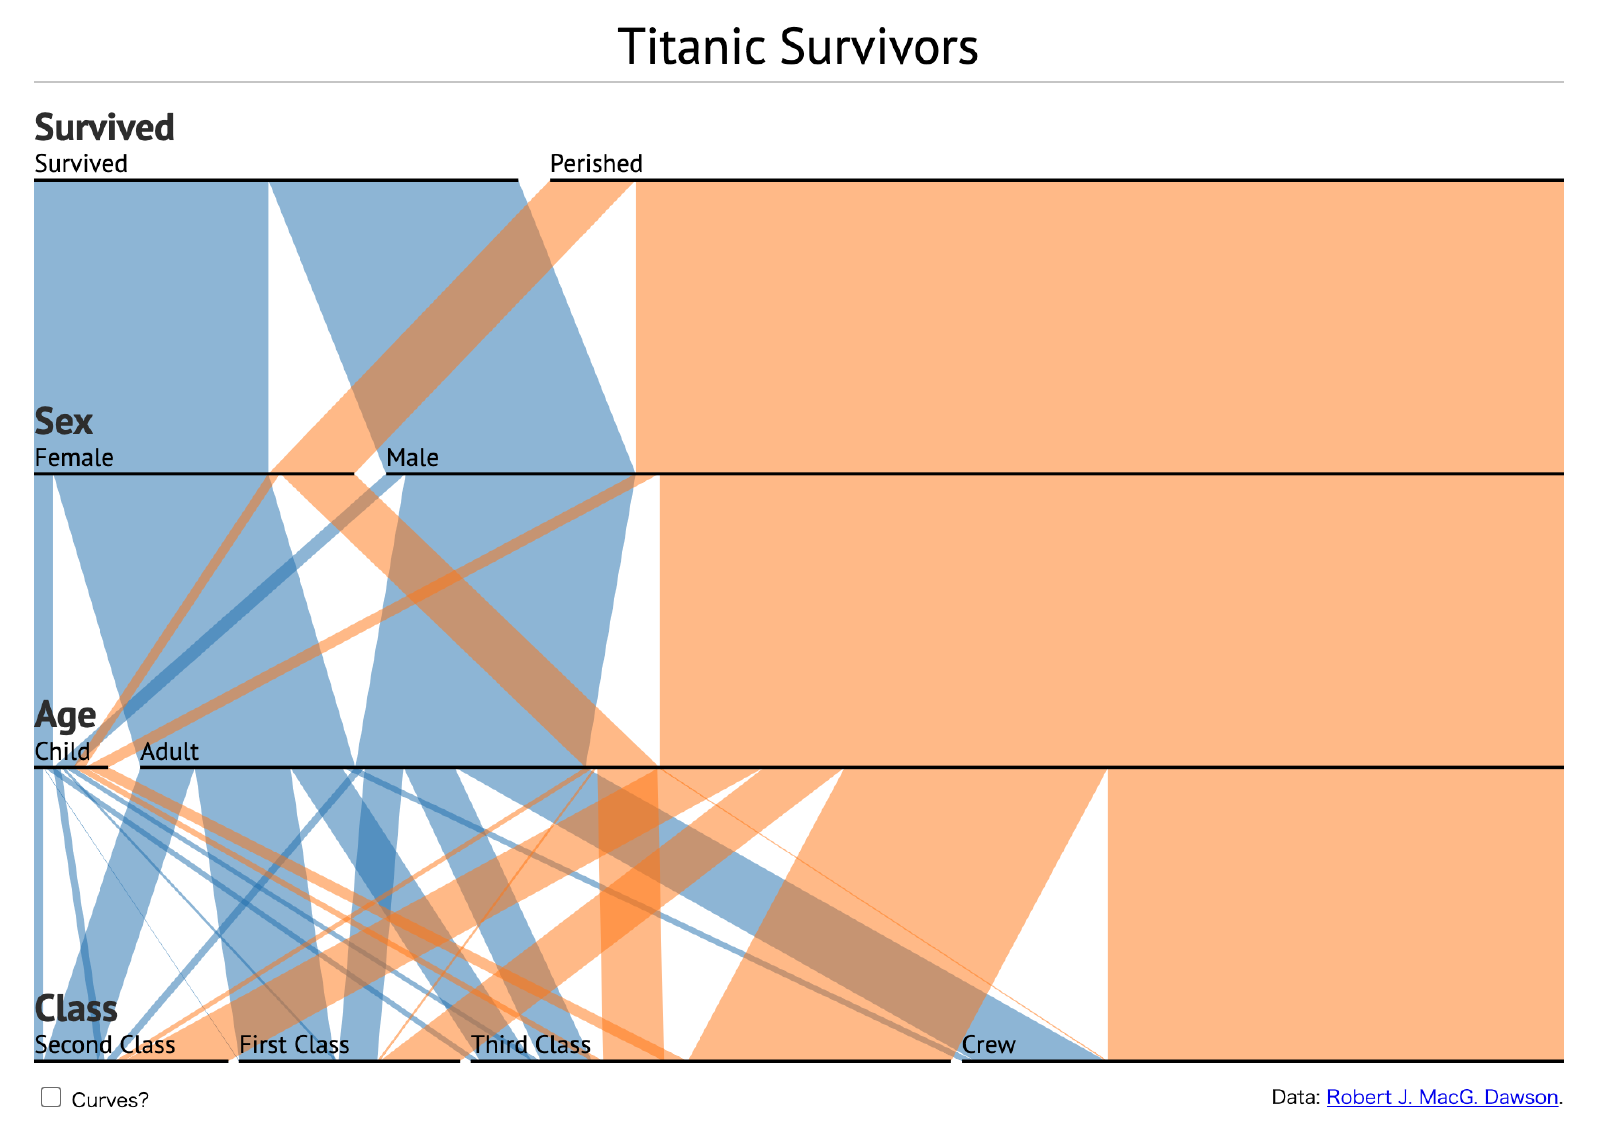 Titanic Survivors
Survived
Survived Perished
Sex
Female Male
Age
Child Adult
Class
Second Class First Class Third Class Crew
Curves? Data: Robert J. MacG. Dawson.